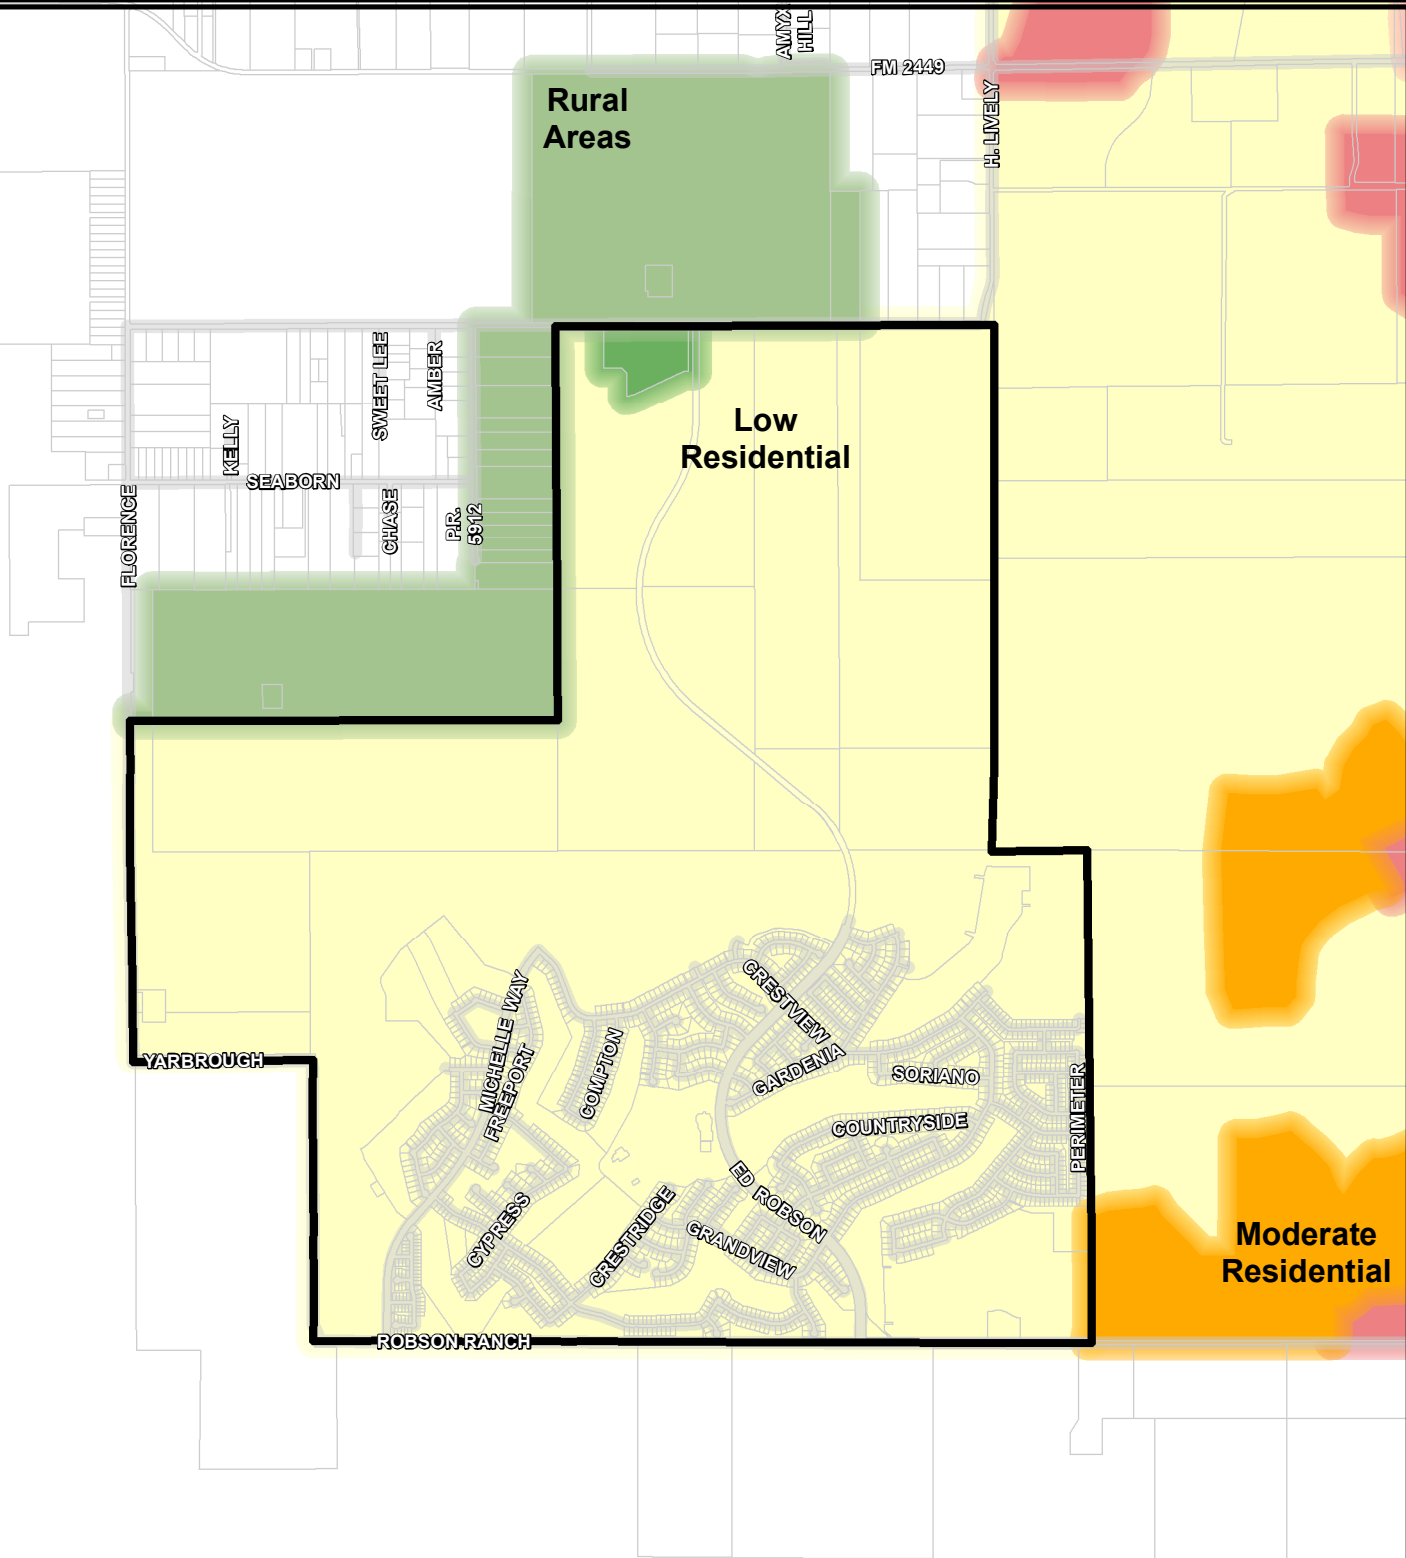 AMYX
HILL
FM 2449
H. LIVELY
Rural
Areas
SWEET LEE
AMBER
KELLY
SEABORN
FLORENCE
CHASE
P.R.
5912
Low
Residential
CRESTVIEW
MICHELLE WAY
FREEPORT
COMPTON
GARDENIA
SORIANO
YARBROUGH
COUNTRYSIDE
PERIMETER
ED ROBSON
CYPRESS
CRESTRIDGE
GRANDVIEW
Moderate
Residential
ROBSON RANCH